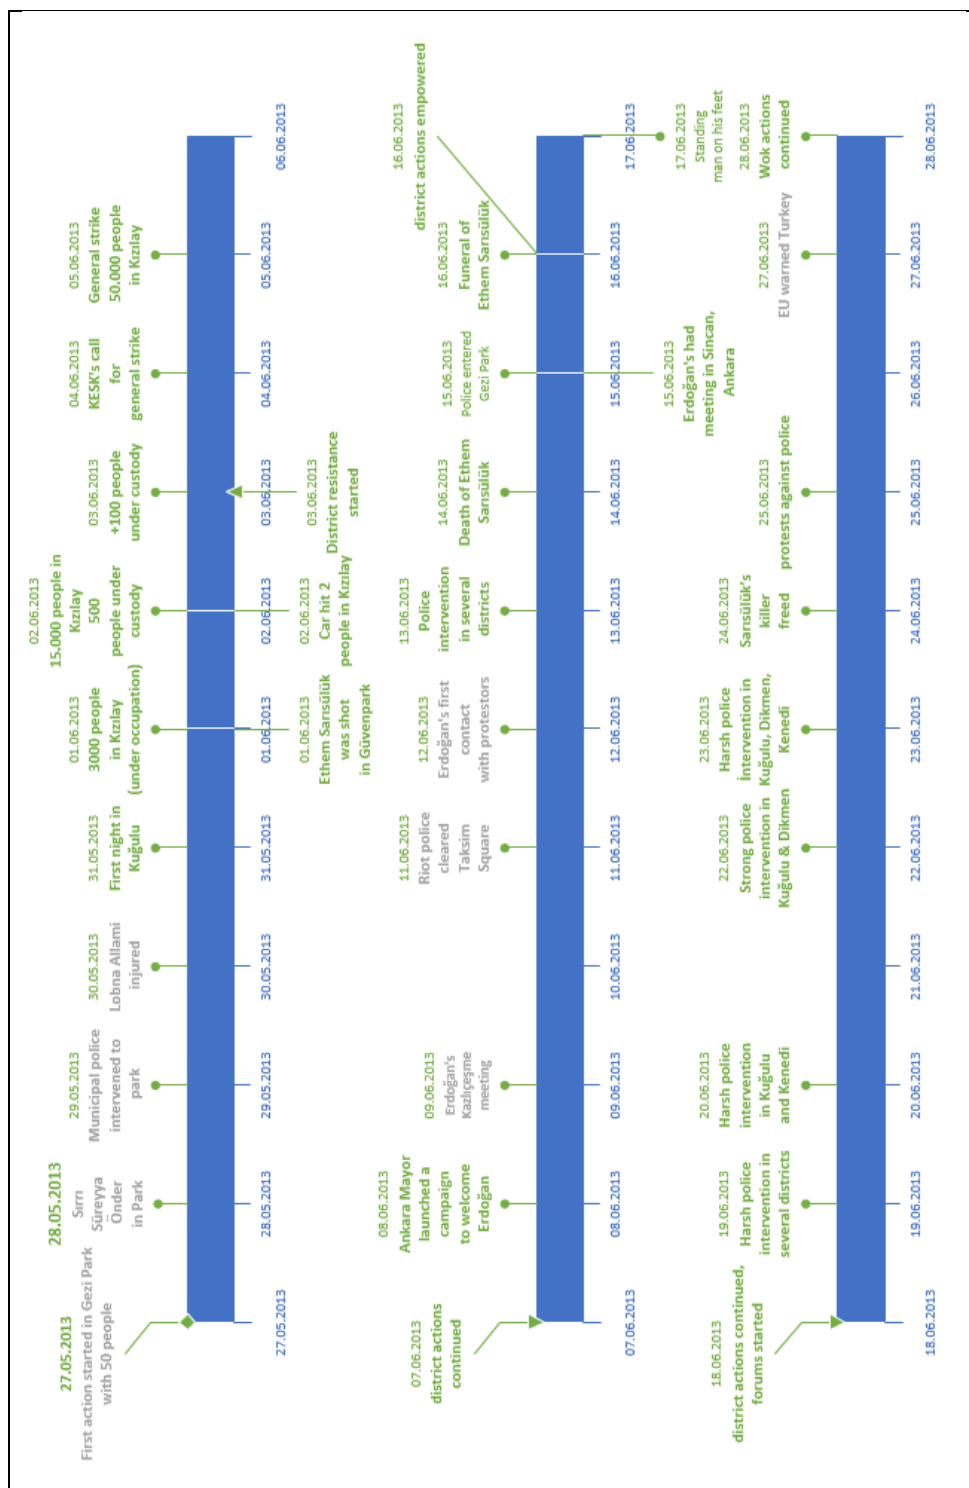 27.05.2013
First action started in Gezi Park
with 50 people
28.05.2013
Sırrı
Süreyya
Önder
in Park
29.05.2013
Municipal police
intervened to
park
30.05.2013
Lobna Allami
injured
31.05.2013
First night in
Kuğulu
01.06.2013
3000 people
in Kızılay
(under occupation)
02.06.2013
15.000 people in
Kızılay
500
people under
custody
03.06.2013
+100 people
under custody
04.06.2013
KESK's call
for
general strike
05.06.2013
General strike
50.000 people
in Kızılay
27.05.2013
28.05.2013
29.05.2013
30.05.2013
31.05.2013
01.06.2013
02.06.2013
03.06.2013
04.06.2013
05.06.2013
06.06.2013
01.06.2013
Ethem Sarısülük
was shot
in Güvenpark
02.06.2013
Car hit 2
people in Kızılay
03.06.2013
District resistance
started
07.06.2013
district actions
continued
08.06.2013
Ankara Mayor
launched a
campaign
to welcome
Erdoğan
09.06.2013
Erdoğan's
Kazlıçeşme
meeting
11.06.2013
Riot police
cleared
Taksim
Square
12.06.2013
Erdoğan's first
contact
with protestors
13.06.2013
Police
intervention
in several
districts
14.06.2013
Death of Ethem
Sarısülük
15.06.2013
Police entered
Gezi Park
16.06.2013
Funeral of
Ethem Sarısülük
16.06.2013
district actions empowered
07.06.2013
08.06.2013
09.06.2013
10.06.2013
11.06.2013
12.06.2013
13.06.2013
14.06.2013
15.06.2013
16.06.2013
17.06.2013
15.06.2013
Erdoğan's had
meeting in Sincan,
Ankara
17.06.2013
Standing
man on his feet
18.06.2013
district actions continued,
forums started
19.06.2013
Harsh police
intervention in
several districts
20.06.2013
Harsh police
intervention
in Kuğulu
and Kenedi
22.06.2013
Strong police
intervention in
Kuğulu & Dikmen
23.06.2013
Harsh police
İntervention in
Kuğulu, Dikmen,
Kenedi
24.06.2013
Sarısülük's
killer
freed
25.06.2013
protests against police
27.06.2013
EU warned Turkey
28.06.2013
Wok actions
continued
18.06.2013
19.06.2013
20.06.2013
21.06.2013
22.06.2013
23.06.2013
24.06.2013
25.06.2013
26.06.2013
27.06.2013
28.06.2013